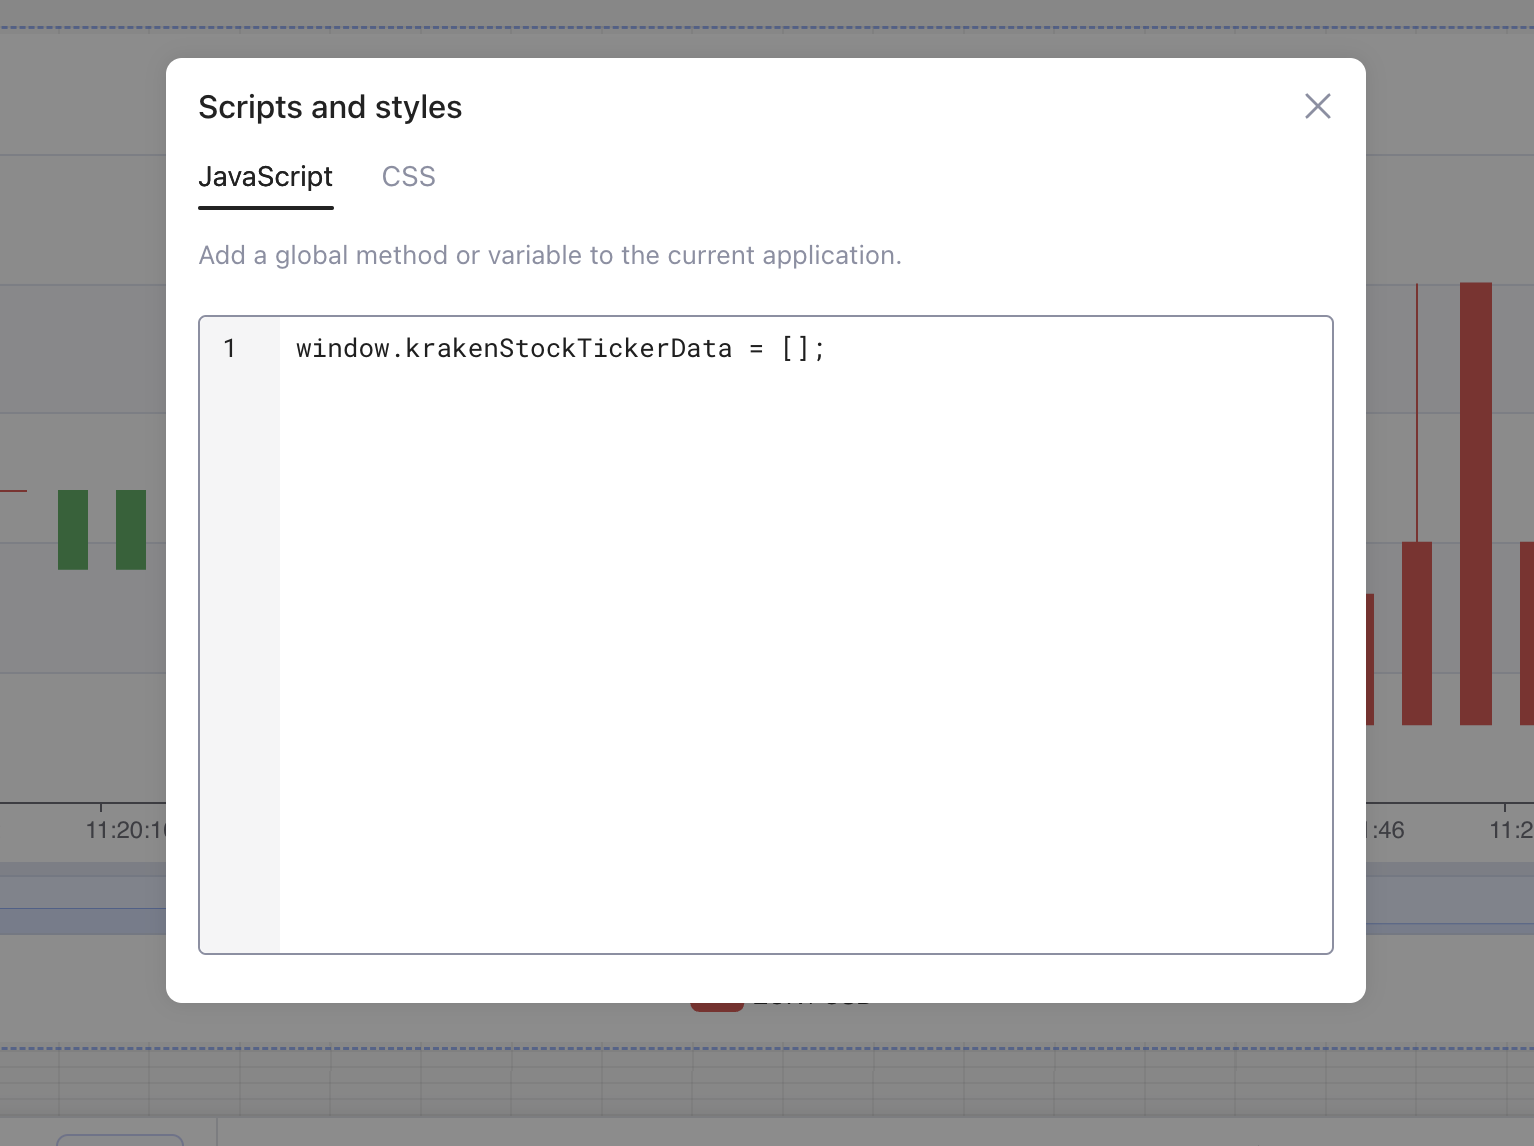 Scripts and styles
JavaScript CSS
Add a global method or variable to the current application.
1 window.krakenStockTickerData = [];
11:20:1
:46
11:2